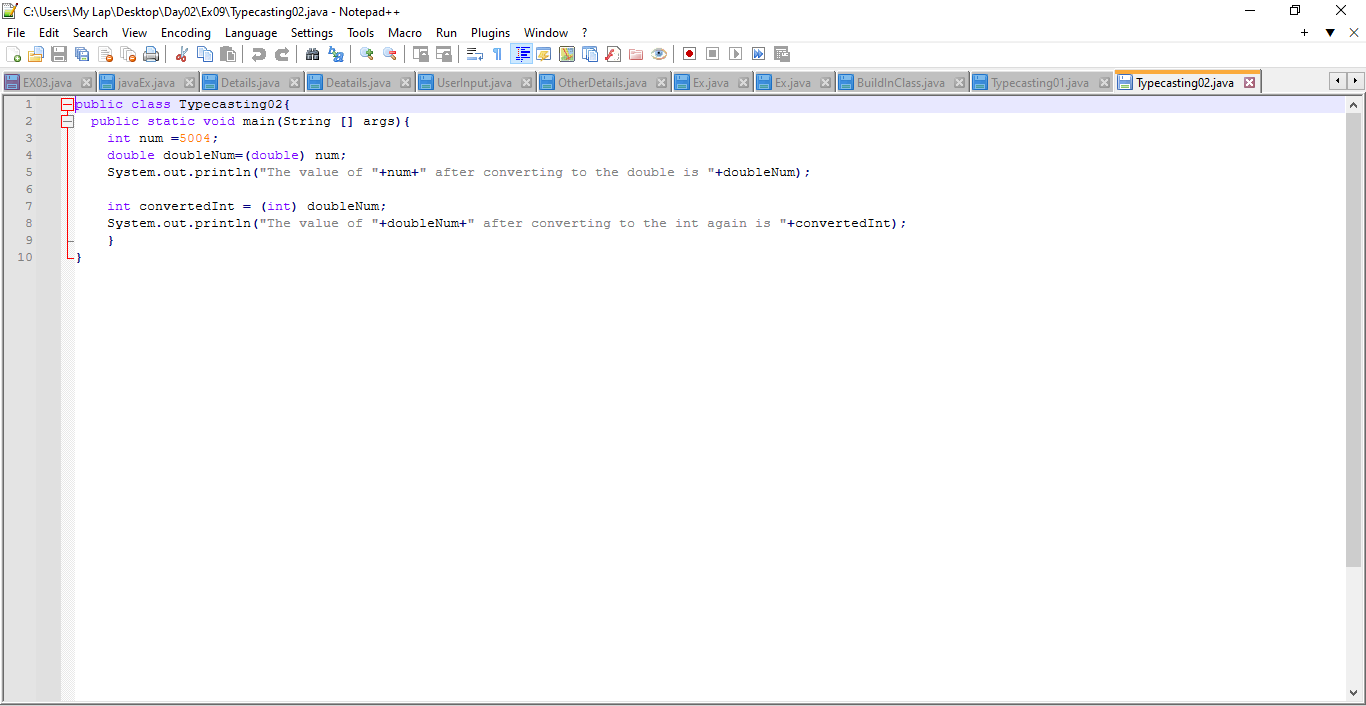 C:\Users\My Lap\Desktop\Day02\Ex09\Typecasting02.java - Notepad++
File Edit Search View Encoding Language Settings Tools Macro Run Plugins Window ?
EX03.java javaEx.java Details.java Deatails.java UserInput.java OtherDetails.java Ex.java Ex.java BuildInClass.java Typecasting01.java Typecasting02.java
1 public class Typecasting02{
2 public static void main(String [] args){
3 int num =5004;
4 double doubleNum=(double) num;
5 System.out.println("The value of "+num+" after converting to the double is "+doubleNum);
6
7 int convertedInt = (int) doubleNum;
8 System.out.println("The value of "+doubleNum+" after converting to the int again is "+convertedInt);
9 }
10 }